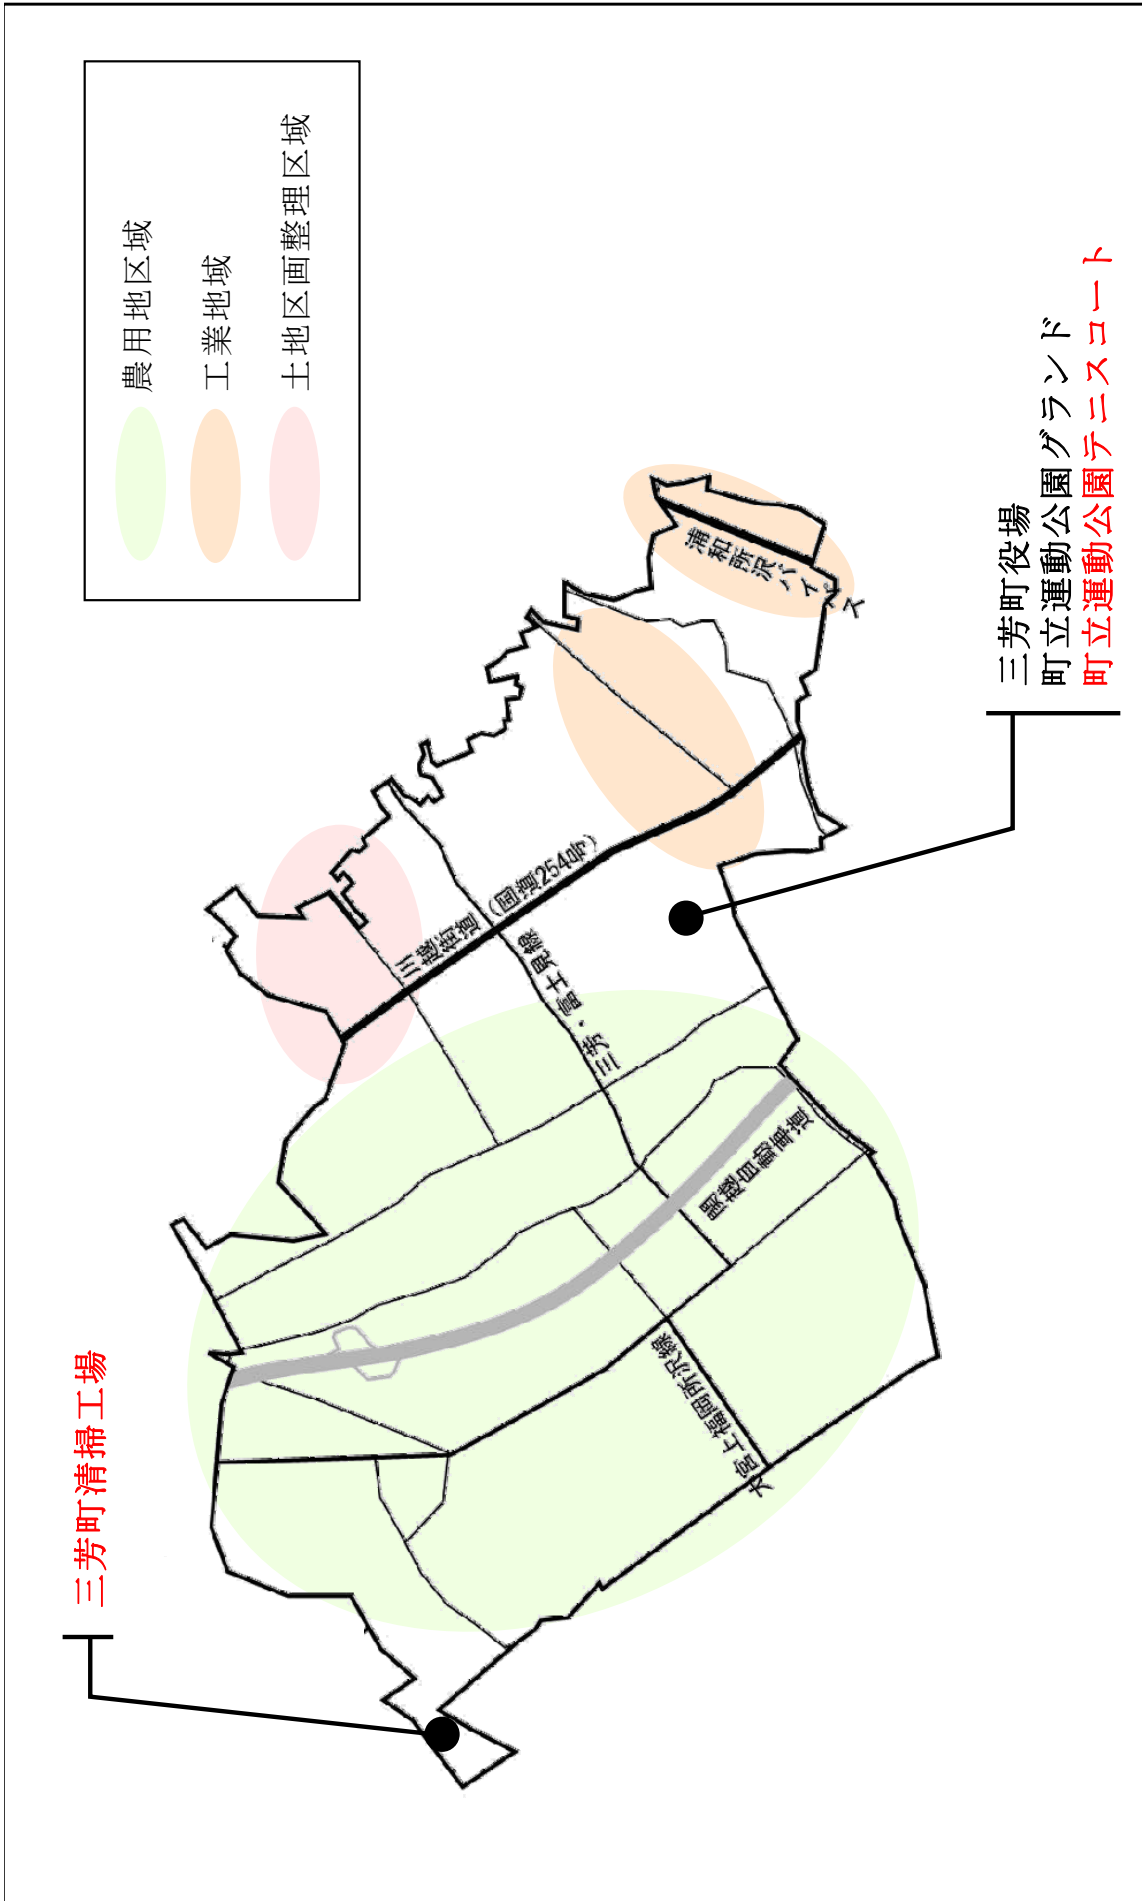 農用地区域
工業地域
土地区画整理区域
三芳町清掃工場
川越街道（国道254号）
三芳・富士見線
浦和所沢バイパス
関越自動車道
大宮上福岡所沢線
三芳町役場
町立運動公園グランド
町立運動公園テニスコート